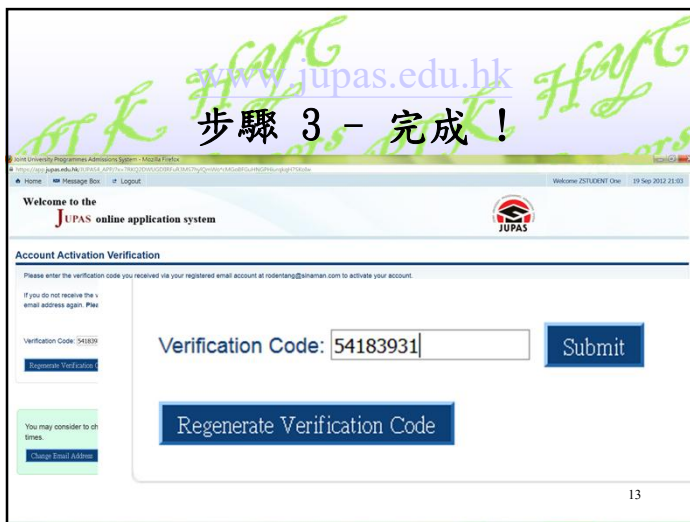 www.jupas.edu.hk
步驟 3 - 完成 !
Joint University Programmes Admissions System - Mozilla Firefox
Home Message Box Logout
Welcome ZSTUDENT One 19 Sep 2012 21:03
Welcome to the
JUPAS online application system
JUPAS
Account Activation Verification
Please enter the verification code you received via your registered email account at rodentang@sinaman.com to activate your account.
If you do not receive the v
email address again. Plea
Verification Code: 541839
Regenerate Verification C
Verification Code: 54183931
Submit
Regenerate Verification Code
You may consider to ch
times.
Change Email Address
13